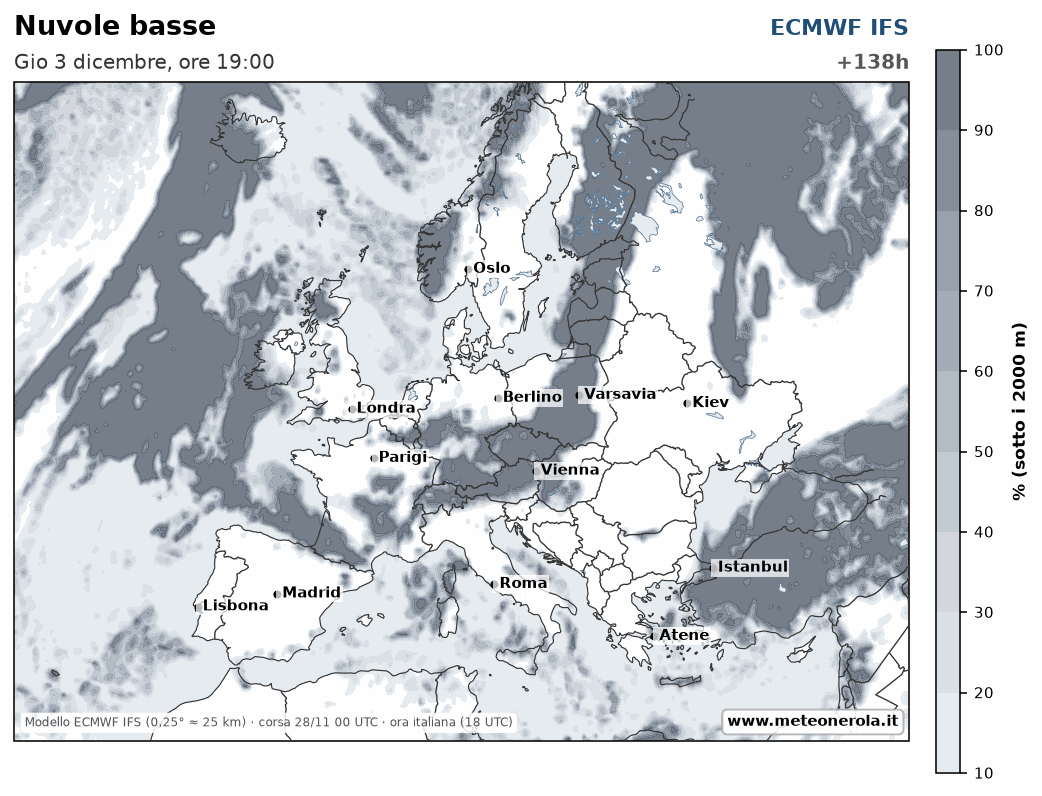 Nuvole basse
ECMWF IFS
Gio 3 dicembre, ore 19:00
+138h
Oslo
Londra
Berlino
Varsavia
Kiev
Parigi
Vienna
Istanbul
Roma
Madrid
Lisbona
Atene
Modello ECMWF IFS (0,25° ≈ 25 km) · corsa 28/11 00 UTC · ora italiana (18 UTC)
www.meteonerola.it
100
90
80
70
60
50
40
30
20
10
% (sotto i 2000 m)